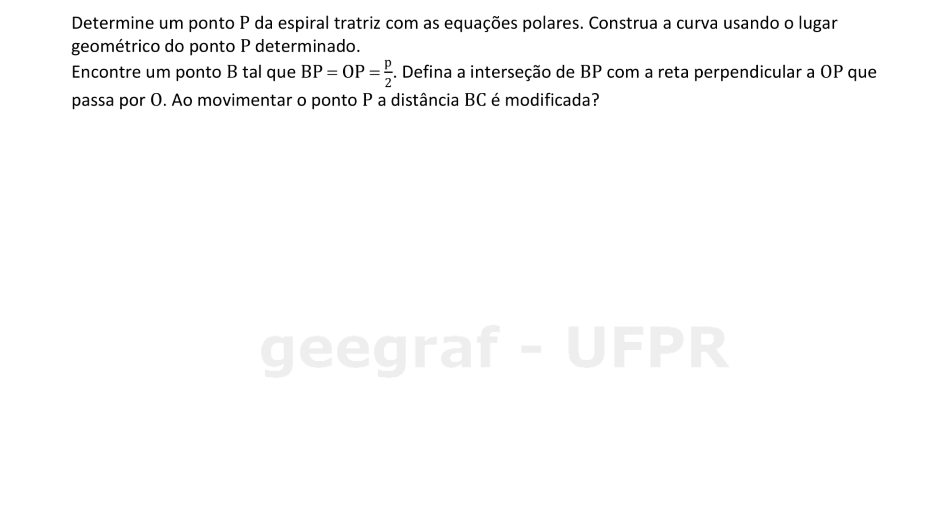 Determine um ponto P da espiral tratriz com as equações polares. Construa a curva usando o lugar
geométrico do ponto P determinado.
Encontre um ponto B tal que BP = OP = p/2. Defina a interseção de BP com a reta perpendicular a OP que
passa por O. Ao movimentar o ponto P a distância BC é modificada?
geegraf - UFPR